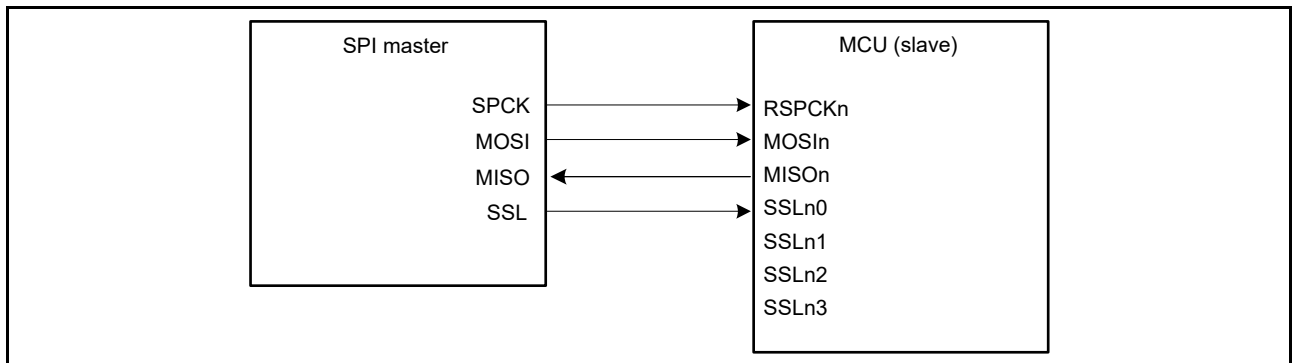 SPI master
SPCK
MOSI
MISO
SSL
MCU (slave)
RSPCKn
MOSIn
MISOn
SSLn0
SSLn1
SSLn2
SSLn3